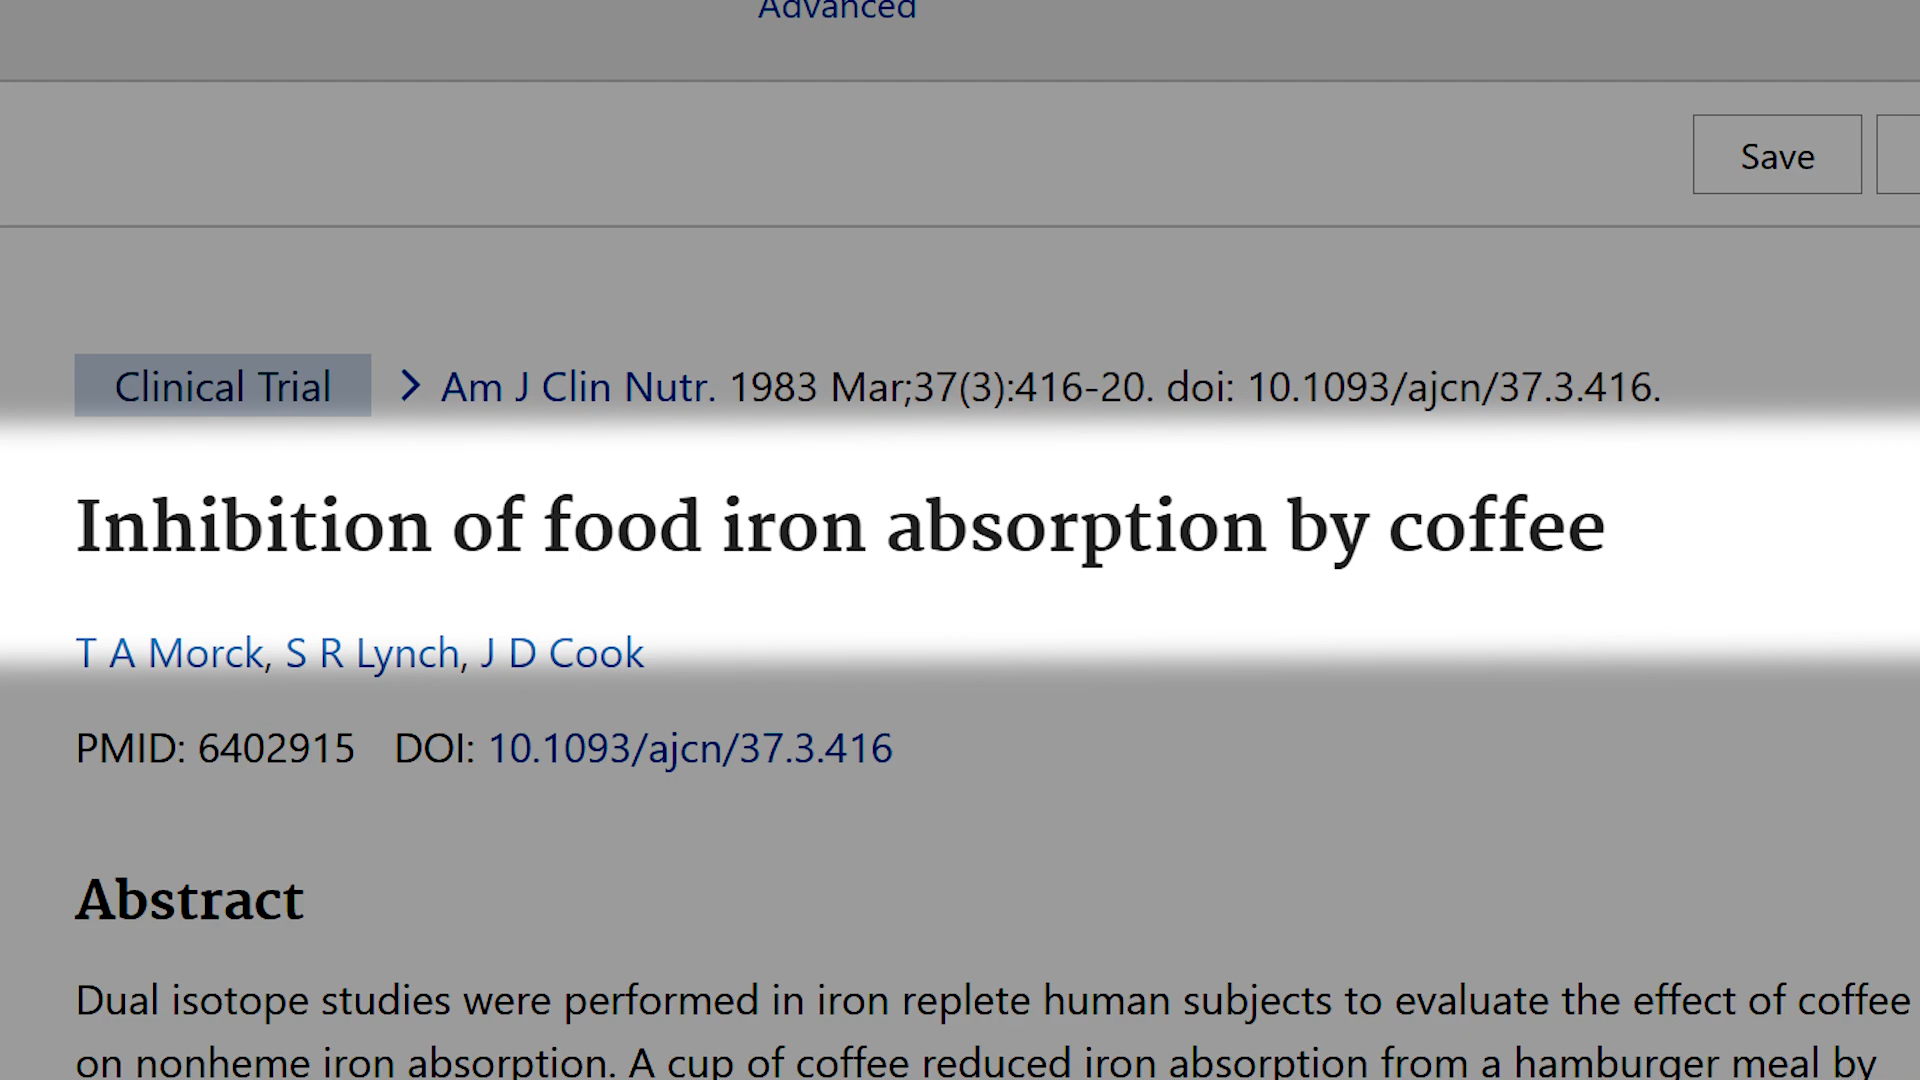 Advanced
Save
Clinical Trial > Am J Clin Nutr. 1983 Mar;37(3):416-20. doi: 10.1093/ajcn/37.3.416.
Inhibition of food iron absorption by coffee
T A Morck, S R Lynch, J D Cook
PMID: 6402915 DOI: 10.1093/ajcn/37.3.416
Abstract
Dual isotope studies were performed in iron replete human subjects to evaluate the effect of coffee
on nonheme iron absorption. A cup of coffee reduced iron absorption from a hamburger meal by